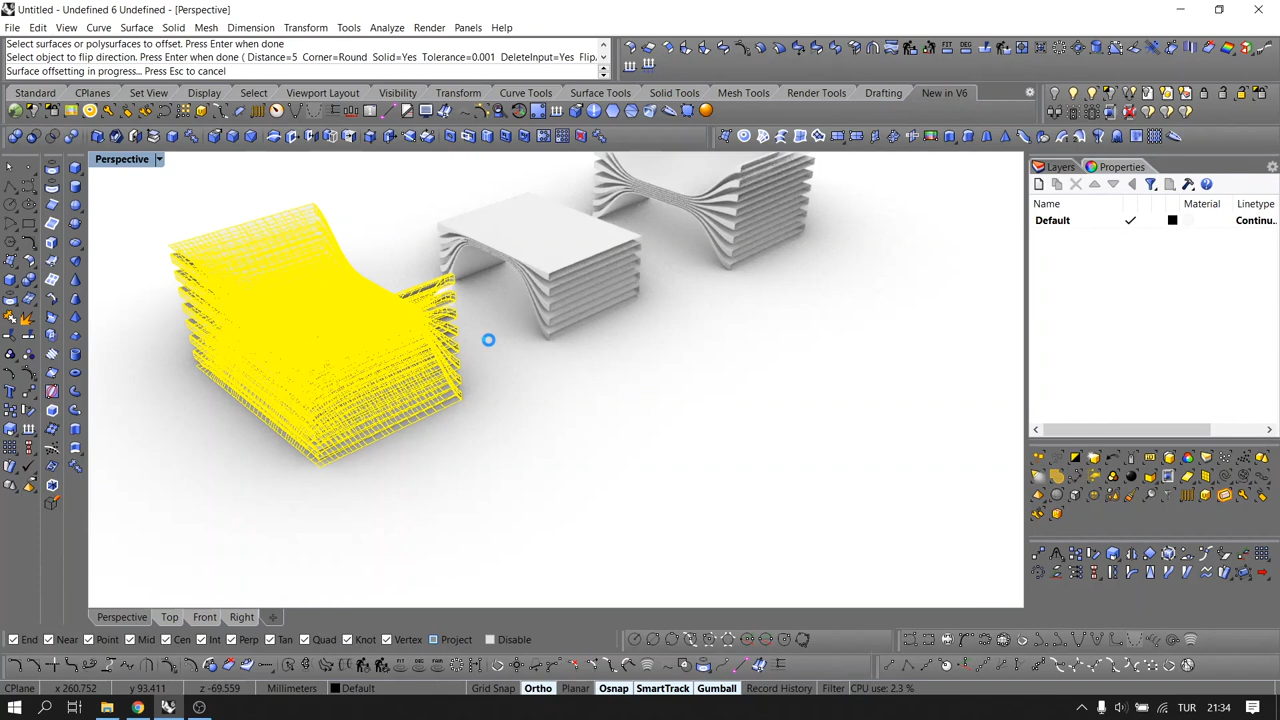 Untitled - Undefined 6 Undefined - [Perspective]
File Edit View Curve Surface Solid Mesh Dimension Transform Tools Analyze Render Panels Help
Select surfaces or polysurfaces to offset. Press Enter when done
Select object to flip direction. Press Enter when done ( Distance=5 Corner=Round Solid=Yes Tolerance=0.001 DeleteInput=Yes Flip.
Surface offsetting in progress... Press Esc to cancel
Standard CPlanes Set View Display Select Viewport Layout Visibility Transform Curve Tools Surface Tools Solid Tools Mesh Tools Render Tools Drafting New in V6
Perspective
Layers Properties
Name Material Linetype
Default Continu...
Perspective Top Front Right
End Near Point Mid Cen Int Perp Tan Quad Knot Vertex Project Disable
CPlane x 260.752 y 93.411 z -69.559 Millimeters Default Grid Snap Ortho Planar Osnap SmartTrack Gumball Record History Filter CPU use: 2.3 %
TUR 21:34